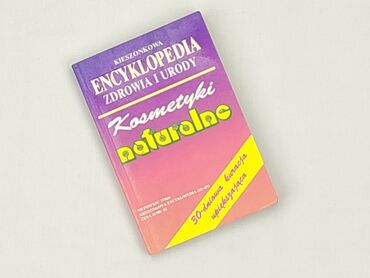 KIESZONKOWA
ENCYKLOPEDIA
ZDROWIA I URODY
Kosmetyki
naturalne
30-dniowa kuracja
upiększająca